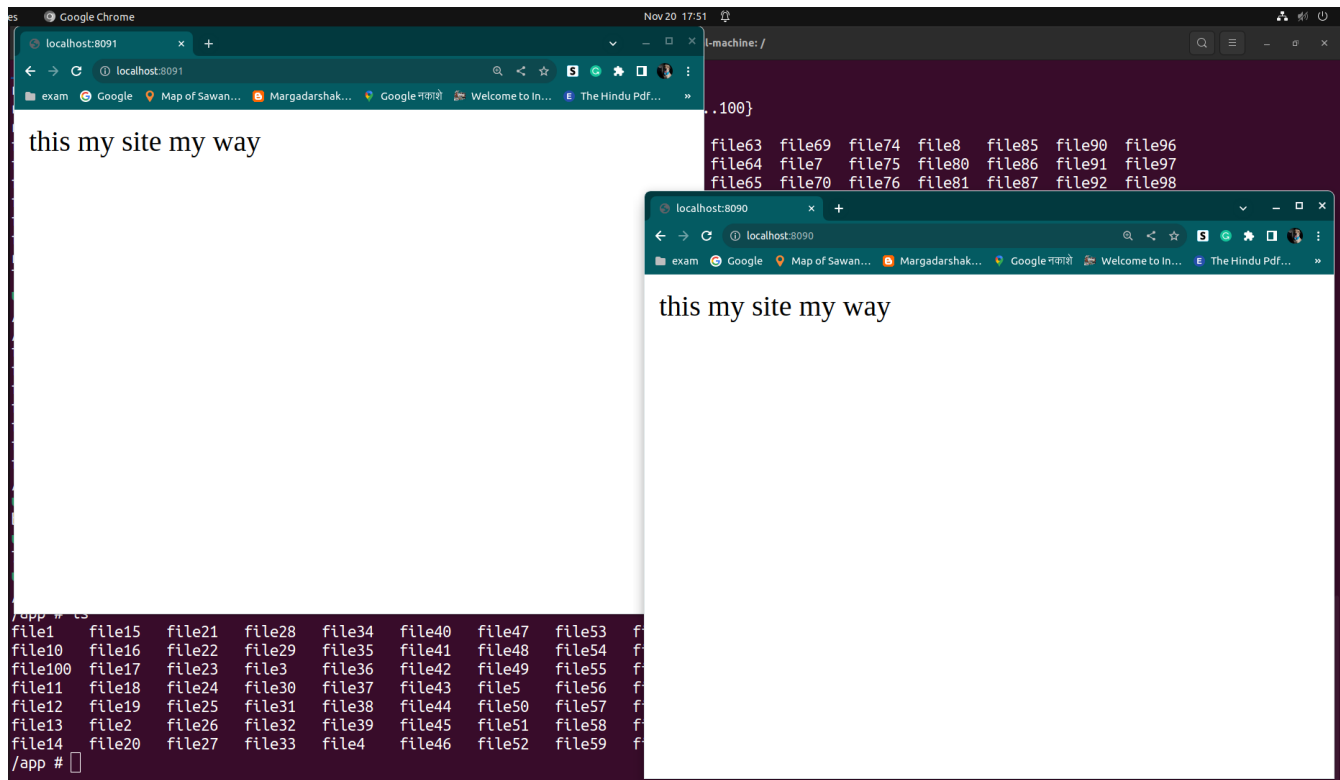 es Google Chrome Nov 20 17:51
localhost:8091
l-machine: /
localhost:8091
exam Google Map of Sawan... Margadarshak... Google नकाशे Welcome to In... The Hindu Pdf... »
..100}
this my site my way
file63 file69 file74 file8 file85 file90 file96
file64 file7 file75 file80 file86 file91 file97
file65 file70 file76 file81 file87 file92 file98
localhost:8090
localhost:8090
exam Google Map of Sawan... Margadarshak... Google नकाशे Welcome to In... The Hindu Pdf... »
this my site my way
/app # ls
file1 file15 file21 file28 file34 file40 file47 file53 f
file10 file16 file22 file29 file35 file41 file48 file54 f
file100 file17 file23 file3 file36 file42 file49 file55 f
file11 file18 file24 file30 file37 file43 file5 file56 f
file12 file19 file25 file31 file38 file44 file50 file57 f
file13 file2 file26 file32 file39 file45 file51 file58 f
file14 file20 file27 file33 file4 file46 file52 file59 f
/app #